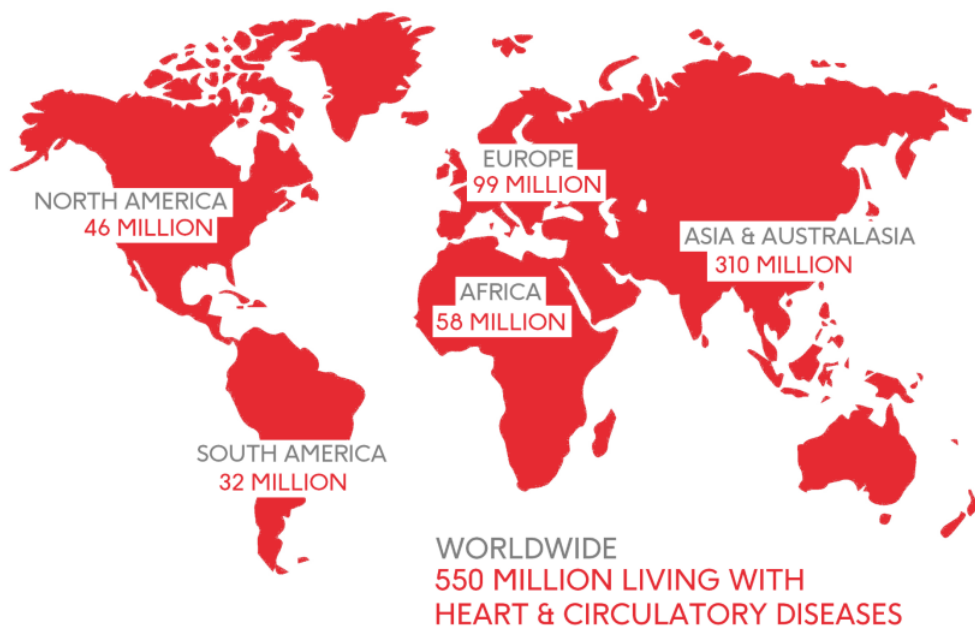 EUROPE
99 MILLION
NORTH AMERICA
46 MILLION
ASIA & AUSTRALASIA
310 MILLION
AFRICA
58 MILLION
SOUTH AMERICA
32 MILLION
WORLDWIDE
550 MILLION LIVING WITH
HEART & CIRCULATORY DISEASES